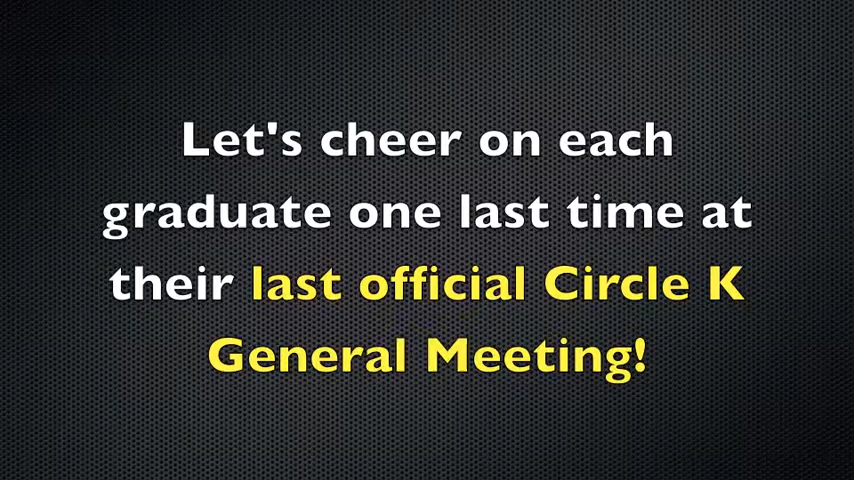 Let's cheer on each
graduate one last time at
their last official Circle K
General Meeting!